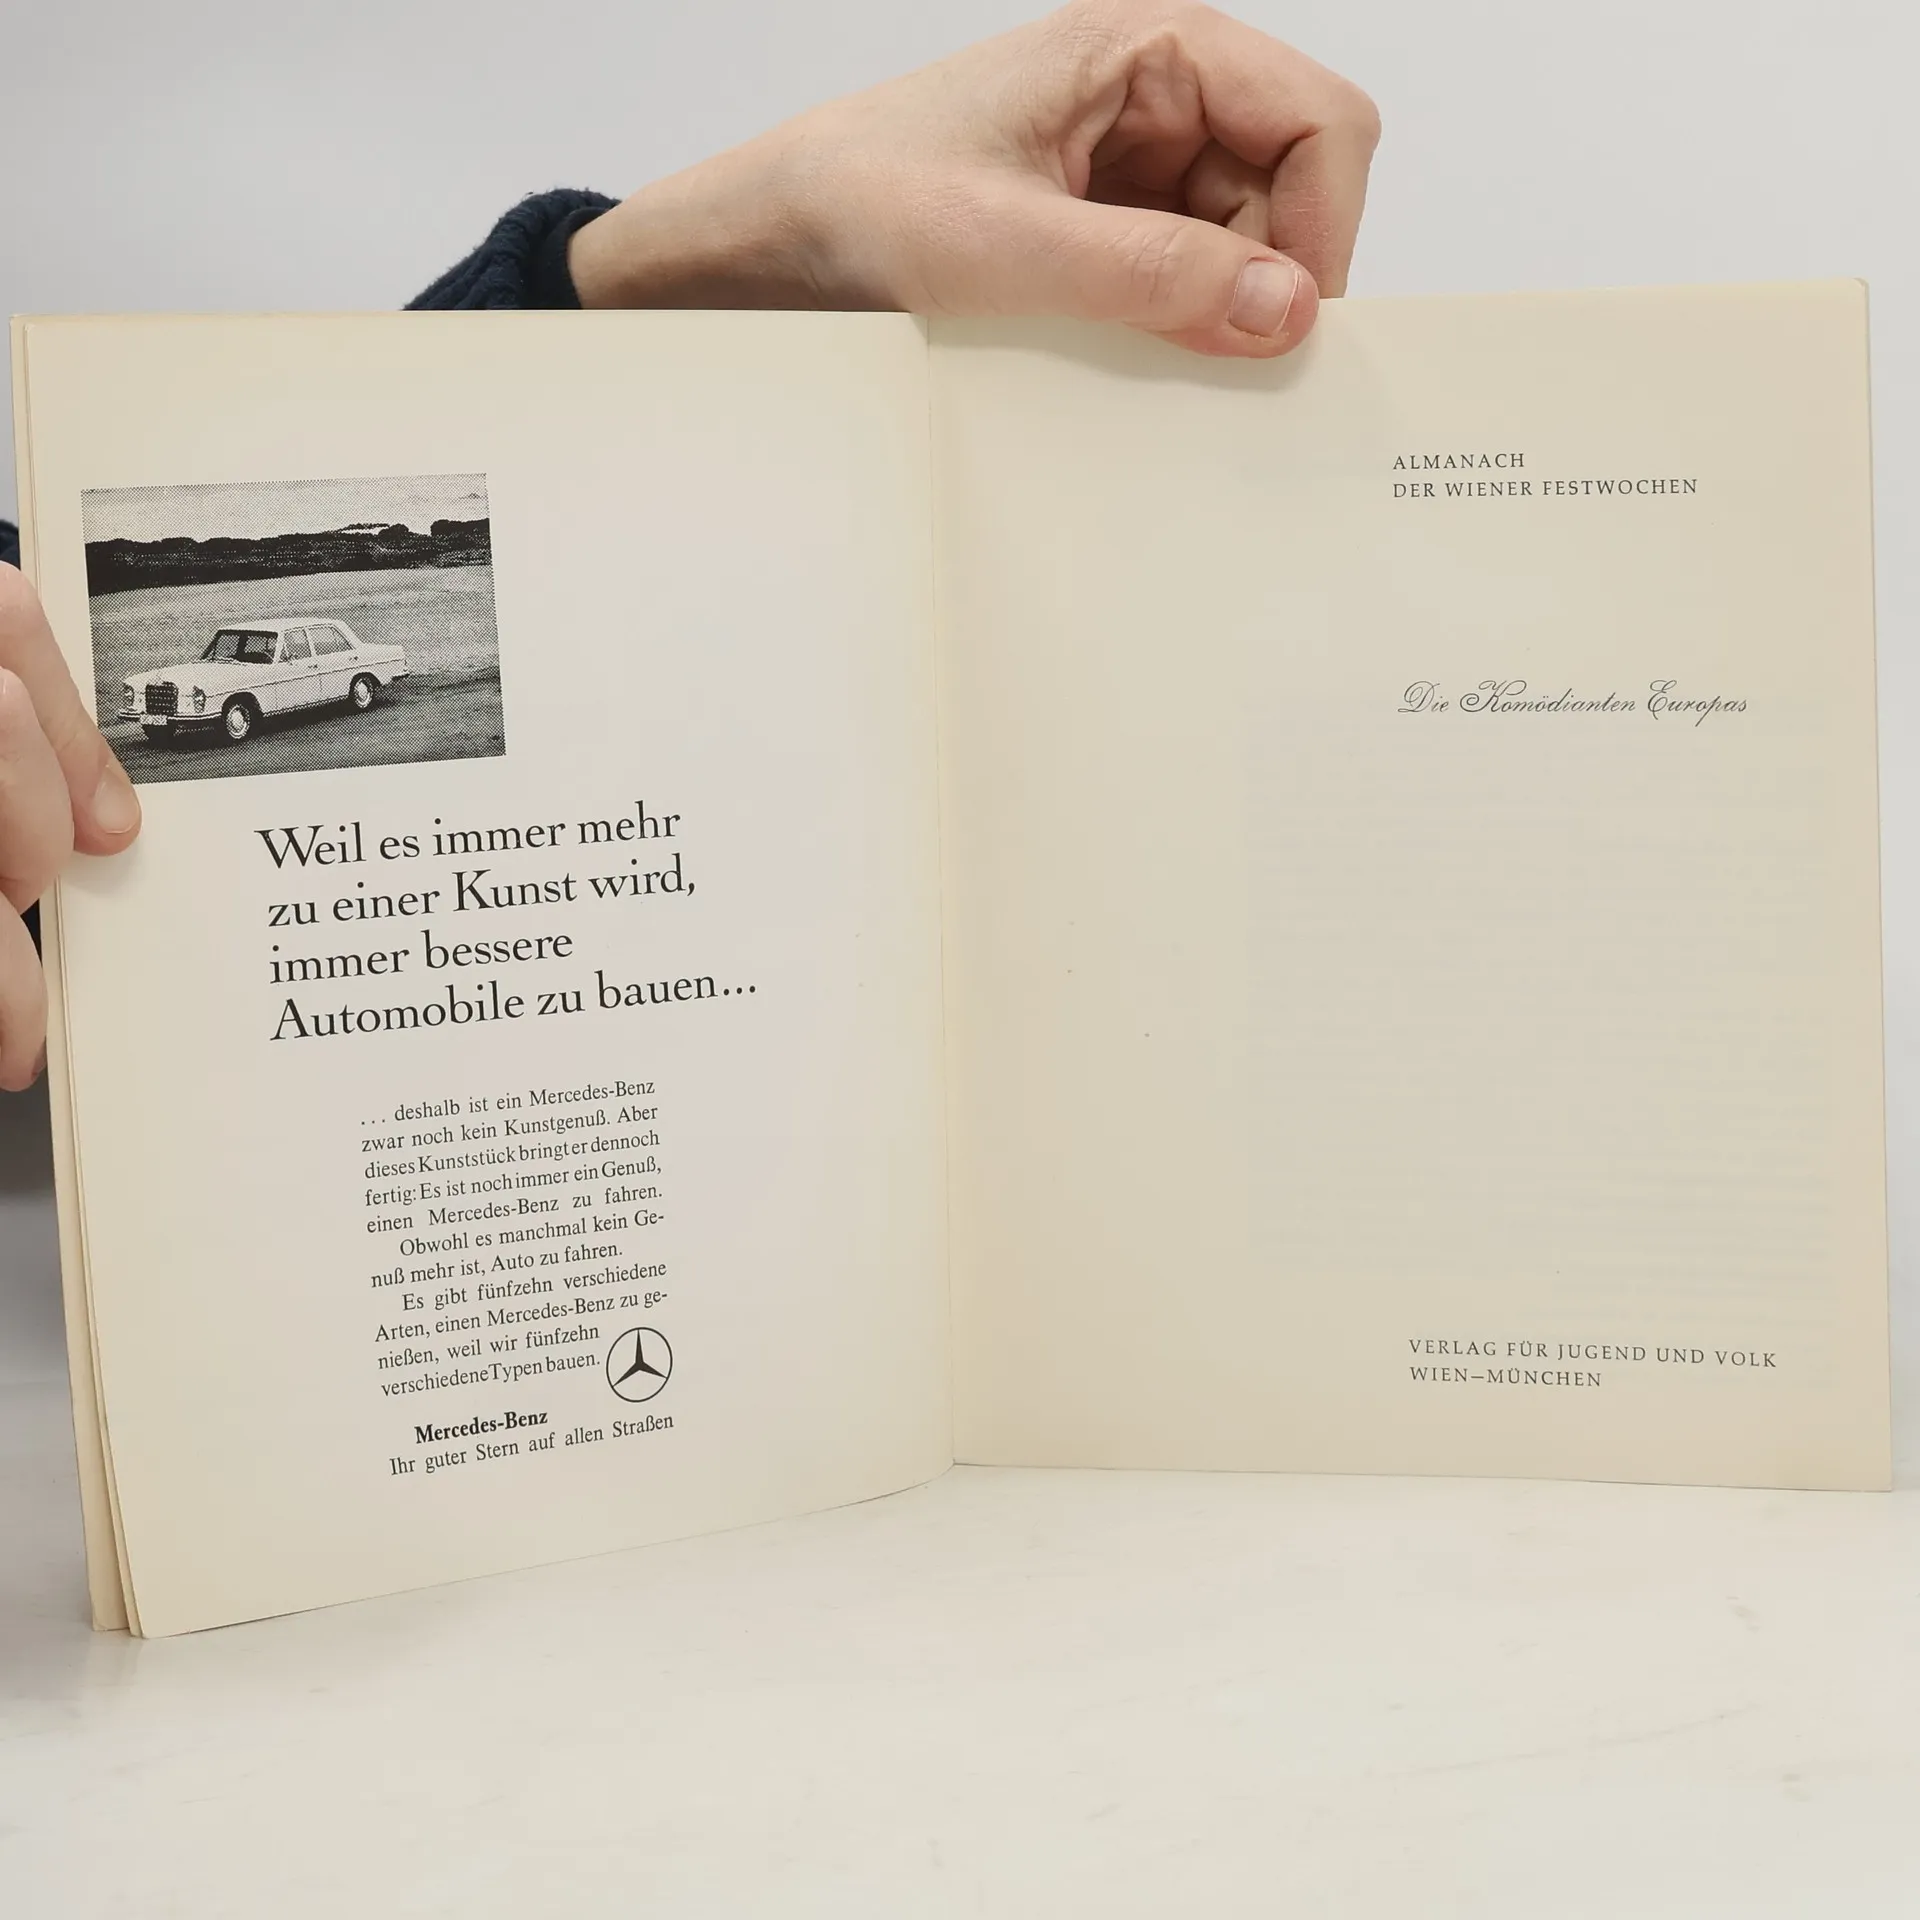 Weil es immer mehr
zu einer Kunst wird,
immer bessere
Automobile zu bauen...
... deshalb ist ein Mercedes-Benz
zwar noch kein Kunstgenuß. Aber
dieses Kunststück bringt er dennoch
fertig: Es ist noch immer ein Genuß,
einen Mercedes-Benz zu fahren.
Obwohl es manchmal kein Ge-
nuß mehr ist, Auto zu fahren.
Es gibt fünfzehn verschiedene
Arten, einen Mercedes-Benz zu ge-
nießen, weil wir fünfzehn
verschiedene Typen bauen.
Mercedes-Benz
Ihr guter Stern auf allen Straßen
ALMANACH
DER WIENER FESTWOCHEN
Die Komödianten Europas
VERLAG FÜR JUGEND UND VOLK
WIEN–MÜNCHEN